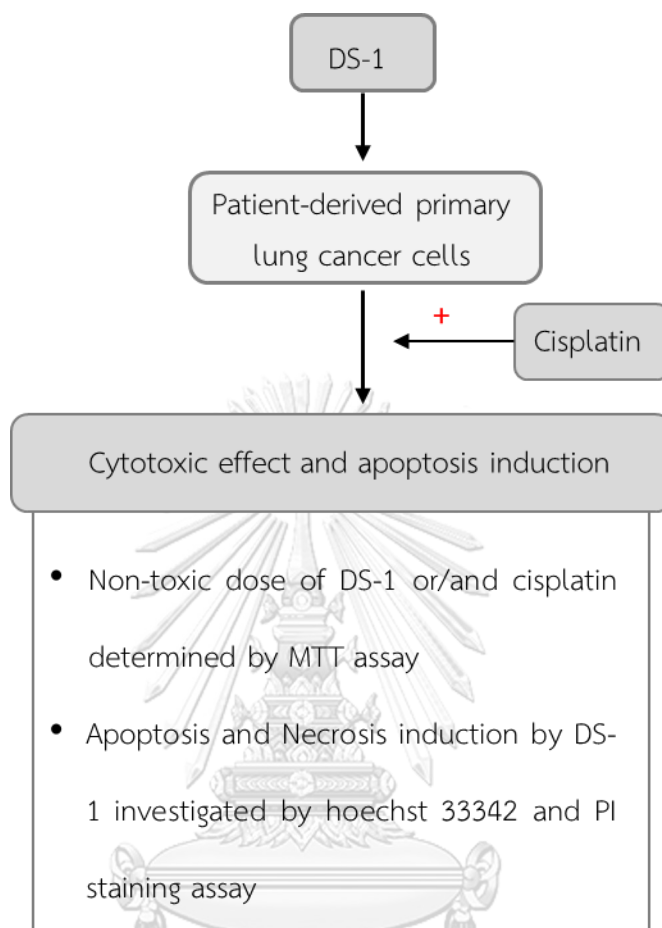 DS-1
Patient-derived primary
lung cancer cells
+
Cisplatin
Cytotoxic effect and apoptosis induction
• Non-toxic dose of DS-1 or/and cisplatin
determined by MTT assay
• Apoptosis and Necrosis induction by DS-
1 investigated by hoechst 33342 and PI
staining assay